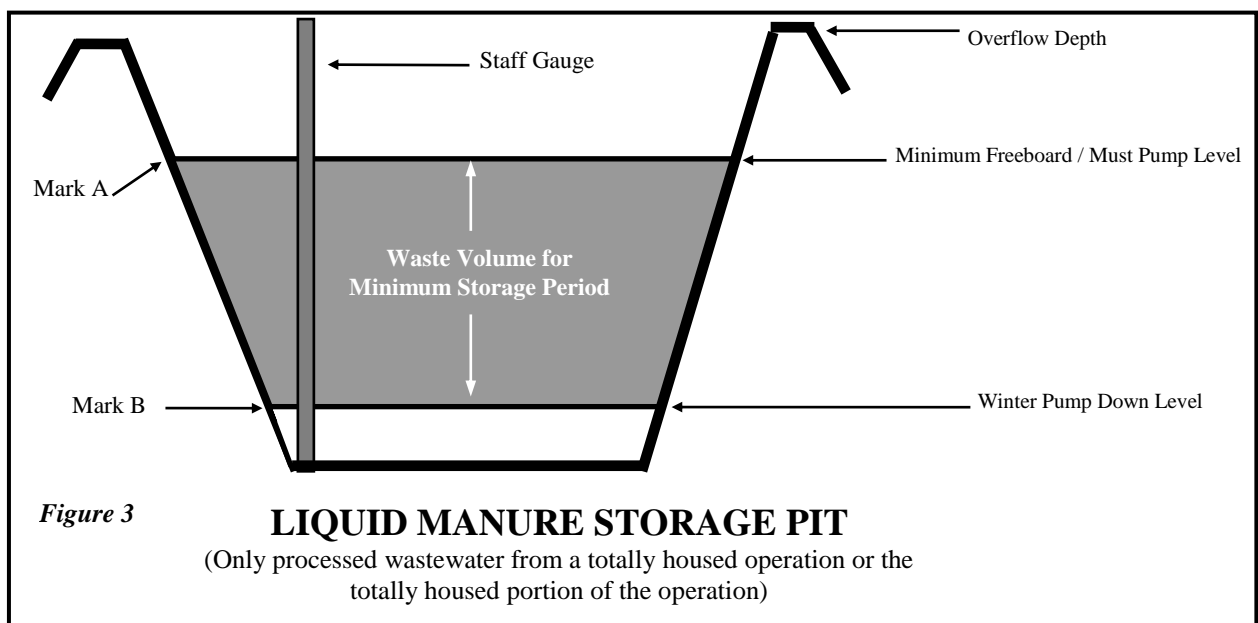 Overflow Depth
Staff Gauge
Minimum Freeboard / Must Pump Level
Mark A
Waste Volume for
Minimum Storage Period
Mark B
Winter Pump Down Level
Figure 3
LIQUID MANURE STORAGE PIT
(Only processed wastewater from a totally housed operation or the
totally housed portion of the operation)